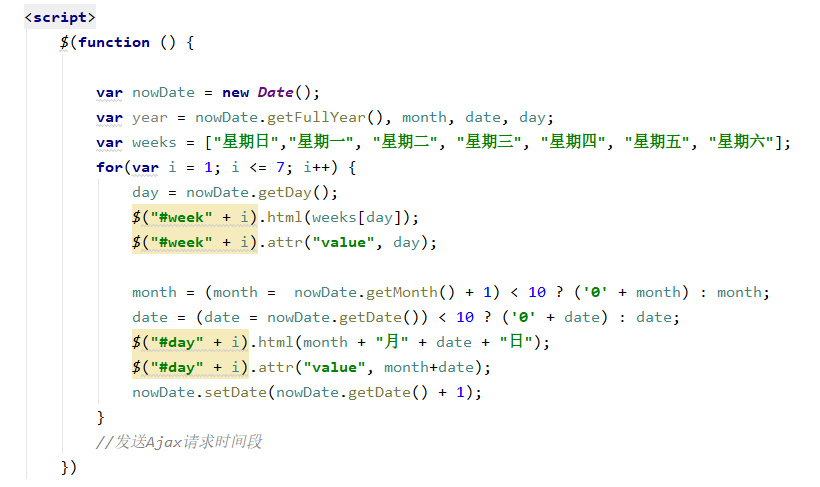 <script>
$(function () {
var nowDate = new Date();
var year = nowDate.getFullYear(), month, date, day;
var weeks = ["星期日","星期一", "星期二", "星期三", "星期四", "星期五", "星期六"];
for(var i = 1; i <= 7; i++) {
day = nowDate.getDay();
$("#week" + i).html(weeks[day]);
$("#week" + i).attr("value", day);
month = (month =  nowDate.getMonth() + 1) < 10 ? ('0' + month) : month;
date = (date = nowDate.getDate()) < 10 ? ('0' + date) : date;
$("#day" + i).html(month + "月" + date + "日");
$("#day" + i).attr("value", month+date);
nowDate.setDate(nowDate.getDate() + 1);
}
//发送Ajax请求时间段
})